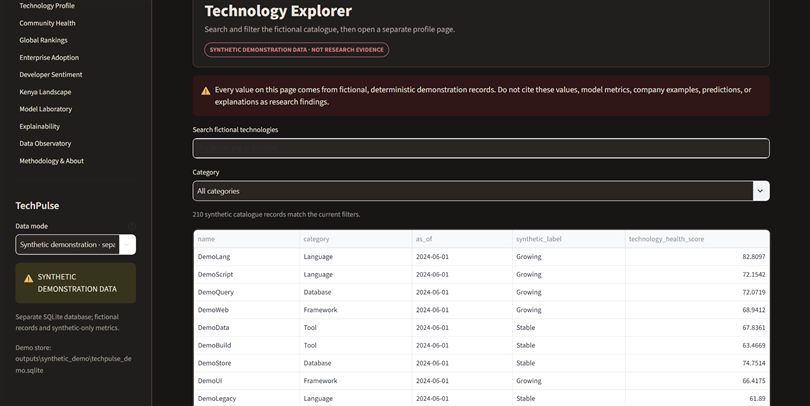 Technology Profile
Community Health
Global Rankings
Enterprise Adoption
Developer Sentiment
Kenya Landscape
Model Laboratory
Explainability
Data Observatory
Methodology & About
TechPulse
Data mode
Synthetic demonstration · sepa
SYNTHETIC
DEMONSTRATION DATA
Separate SQLite database; fictional
records and synthetic-only metrics.
Demo store:
outputs\synthetic_demo\techpulse_de
mo.sqlite
Technology Explorer
Search and filter the fictional catalogue, then open a separate profile page.
SYNTHETIC DEMONSTRATION DATA · NOT RESEARCH EVIDENCE
Every value on this page comes from fictional, deterministic demonstration records. Do not cite these values, model metrics, company examples, predictions, or
explanations as research findings.
Search fictional technologies
Category
All categories
210 synthetic catalogue records match the current filters.
name category as_of synthetic_label technology_health_score
DemoLang Language 2024-06-01 Growing 82.8097
DemoScript Language 2024-06-01 Growing 72.1542
DemoQuery Database 2024-06-01 Growing 72.0719
DemoWeb Framework 2024-06-01 Growing 68.9412
DemoData Tool 2024-06-01 Stable 67.8361
DemoBuild Tool 2024-06-01 Stable 63.4669
DemoStore Database 2024-06-01 Stable 74.7514
DemoUI Framework 2024-06-01 Growing 66.4175
DemoLegacy Language 2024-06-01 Stable 61.89